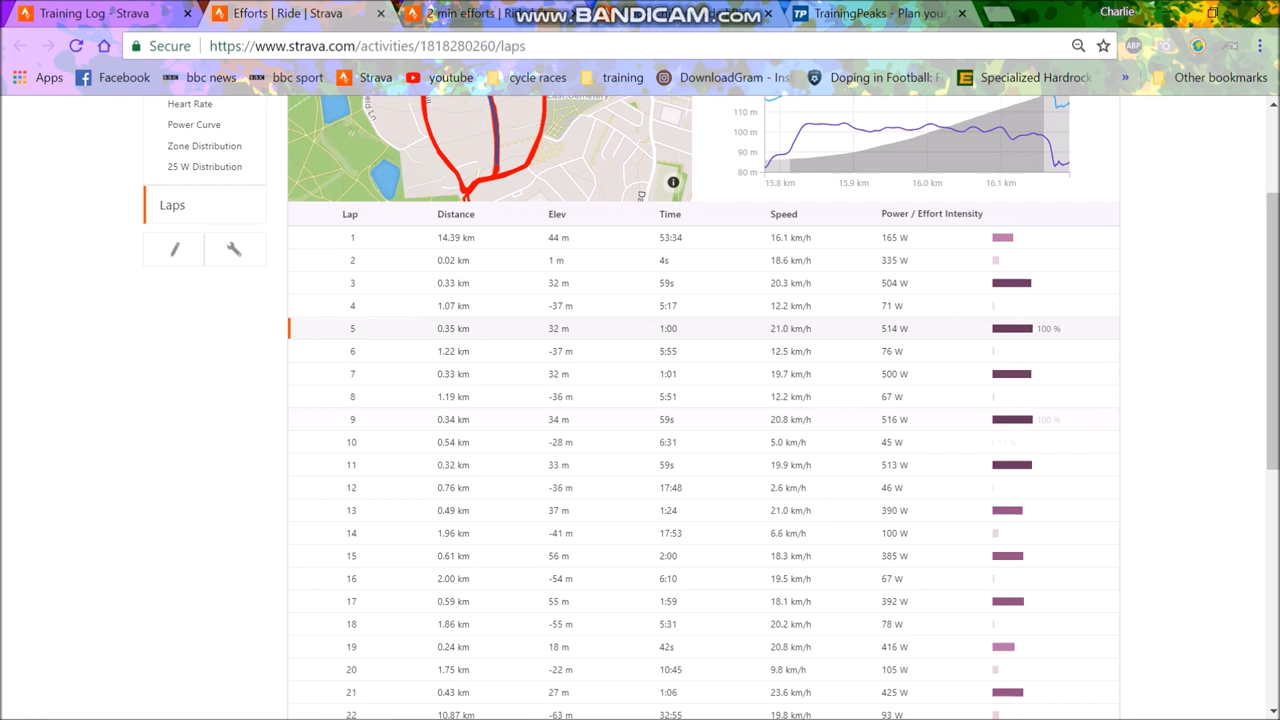 Training Log - Strava
Efforts | Ride | Strava
2 min efforts | Rid
TrainingPeaks - Plan you
Charlie
www.BANDICAM.com
Secure
https://www.strava.com/activities/1818280260/laps
ABP
Apps
Facebook
bbc news
bbc sport
Strava
youtube
cycle races
training
DownloadGram - Ins
Doping in Football: F
Specialized Hardrock
»
Other bookmarks
Heart Rate
Power Curve
Zone Distribution
25 W Distribution
Laps
110 m
100 m
90 m
80 m
15.8 km 15.9 km 16.0 km 16.1 km
Lap Distance Elev Time Speed Power / Effort Intensity
1 14.39 km 44 m 53:34 16.1 km/h 165 W
2 0.02 km 1 m 4s 18.6 km/h 335 W
3 0.33 km 32 m 59s 20.3 km/h 504 W
4 1.07 km -37 m 5:17 12.2 km/h 71 W
5 0.35 km 32 m 1:00 21.0 km/h 514 W 100 %
6 1.22 km -37 m 5:55 12.5 km/h 76 W
7 0.33 km 32 m 1:01 19.7 km/h 500 W
8 1.19 km -36 m 5:51 12.2 km/h 67 W
9 0.34 km 34 m 59s 20.8 km/h 516 W 100 %
10 0.54 km -28 m 6:31 5.0 km/h 45 W
11 0.32 km 33 m 59s 19.9 km/h 513 W
12 0.76 km -36 m 17:48 2.6 km/h 46 W
13 0.49 km 37 m 1:24 21.0 km/h 390 W
14 1.96 km -41 m 17:53 6.6 km/h 100 W
15 0.61 km 56 m 2:00 18.3 km/h 385 W
16 2.00 km -54 m 6:10 19.5 km/h 67 W
17 0.59 km 55 m 1:59 18.1 km/h 392 W
18 1.86 km -55 m 5:31 20.2 km/h 78 W
19 0.24 km 18 m 42s 20.8 km/h 416 W
20 1.75 km -22 m 10:45 9.8 km/h 105 W
21 0.43 km 27 m 1:06 23.6 km/h 425 W
22 10.87 km -63 m 32:55 19.8 km/h 93 W